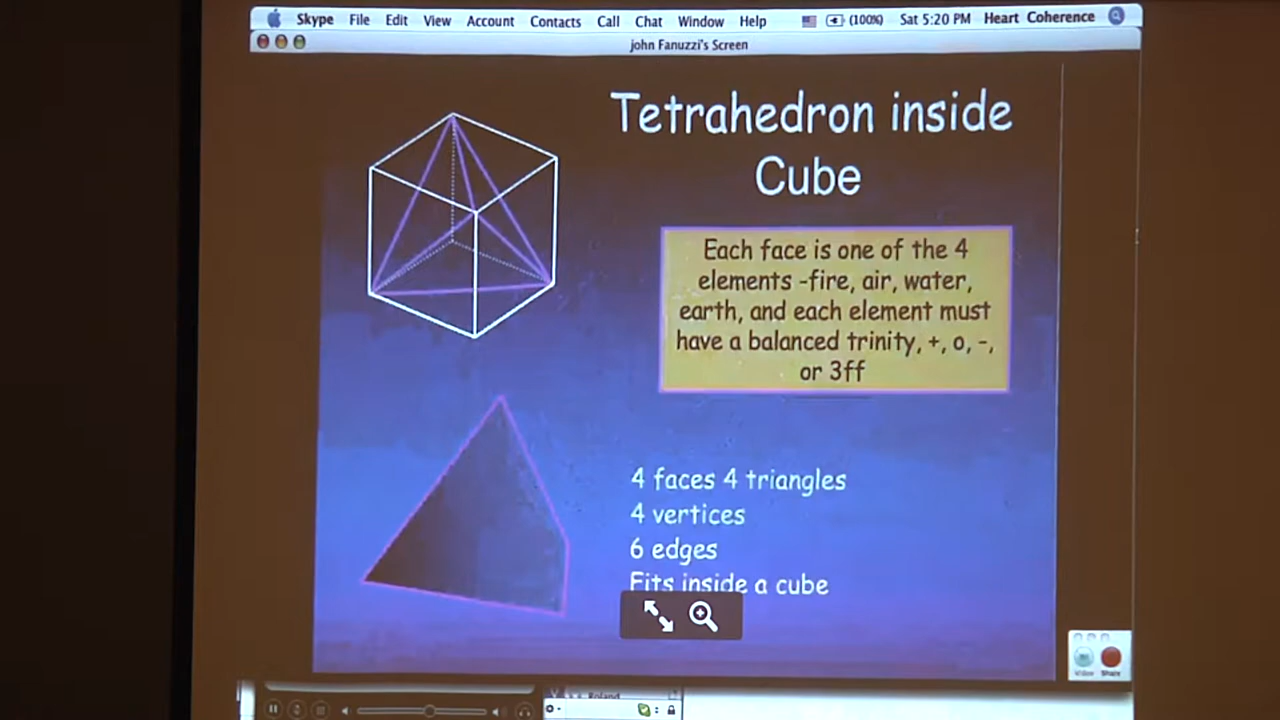 Skype File Edit View Account Contacts Call Chat Window Help (100%) Sat 5:20 PM Heart Coherence
john Fanuzzi's Screen
Tetrahedron inside
Cube
Each face is one of the 4
elements -fire, air, water,
earth, and each element must
have a balanced trinity, +, o, -,
or 3ff
4 faces 4 triangles
4 vertices
6 edges
Fits inside a cube
Video Share